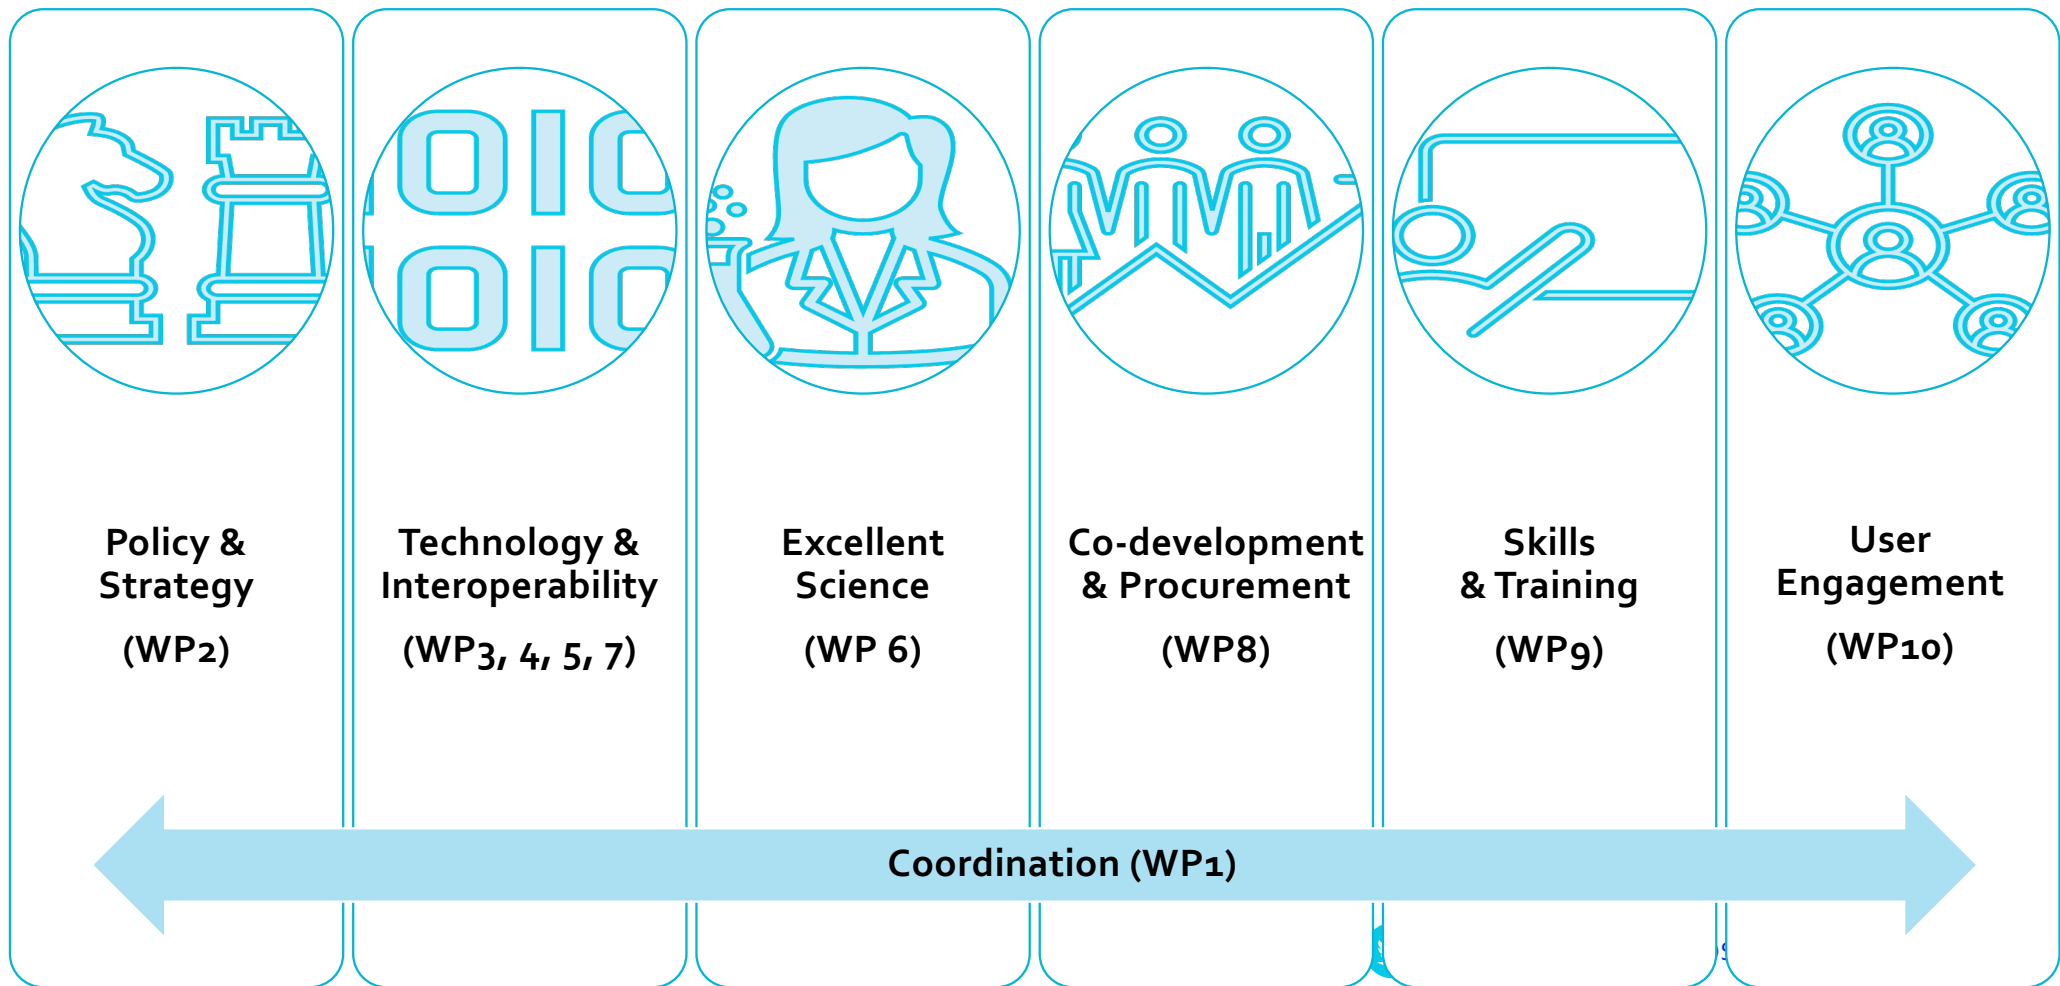 Policy &
Strategy
(WP2)
Technology &
Interoperability
(WP3, 4, 5, 7)
Excellent
Science
(WP 6)
Co-development
& Procurement
(WP8)
Skills
& Training
(WP9)
User
Engagement
(WP10)
Coordination (WP1)